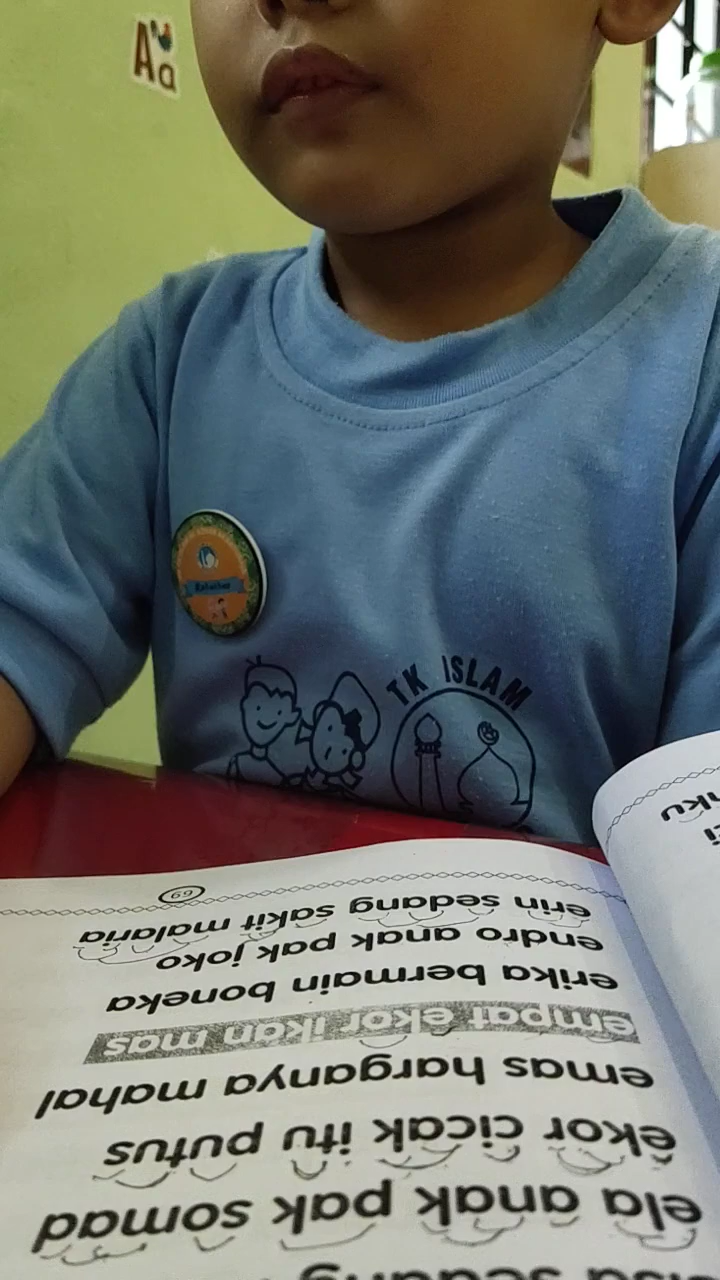 Aa
TK ISLAM
ela anak pak somad
ekor cicak itu putus
emas harganya mahal
empat ekor ikan mas
erika bermain boneka
endro anak pak joko
erin sedang sakit malaria
69